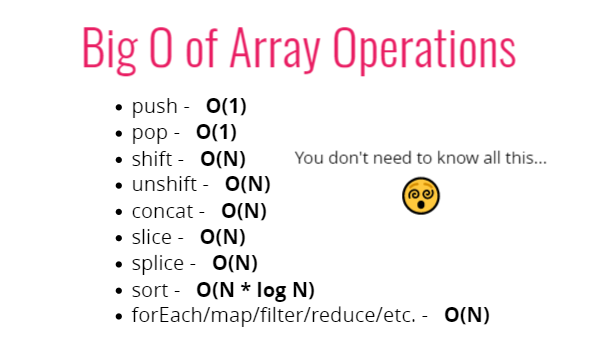 Big O of Array Operations
• push - O(1)
• pop - O(1)
• shift - O(N)
You don't need to know all this...
• unshift - O(N)
• concat - O(N)
• slice - O(N)
• splice - O(N)
• sort - O(N * log N)
• forEach/map/filter/reduce/etc. - O(N)